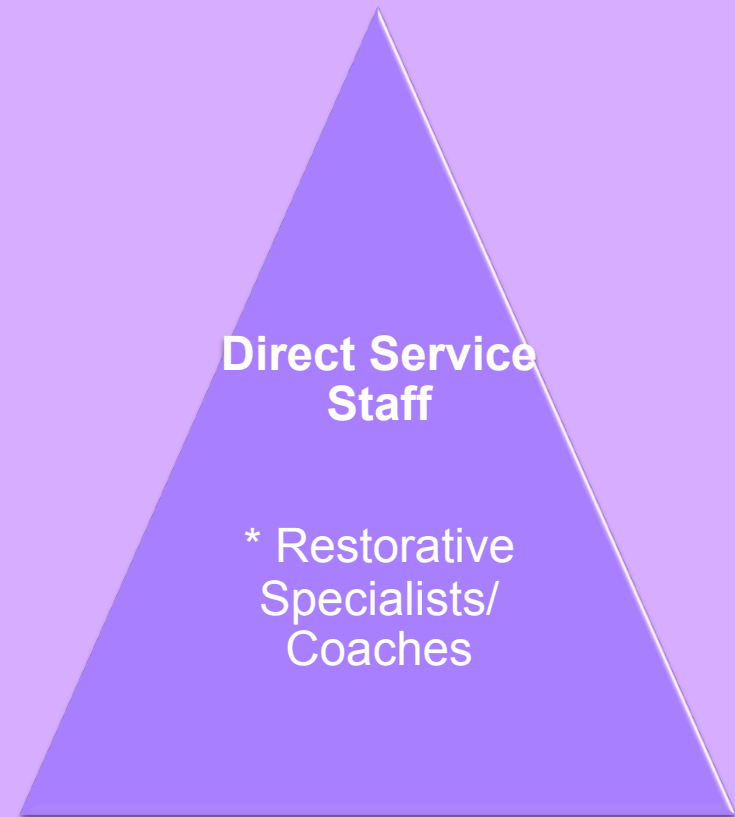 Direct Service
Staff
* Restorative
Specialists/
Coaches